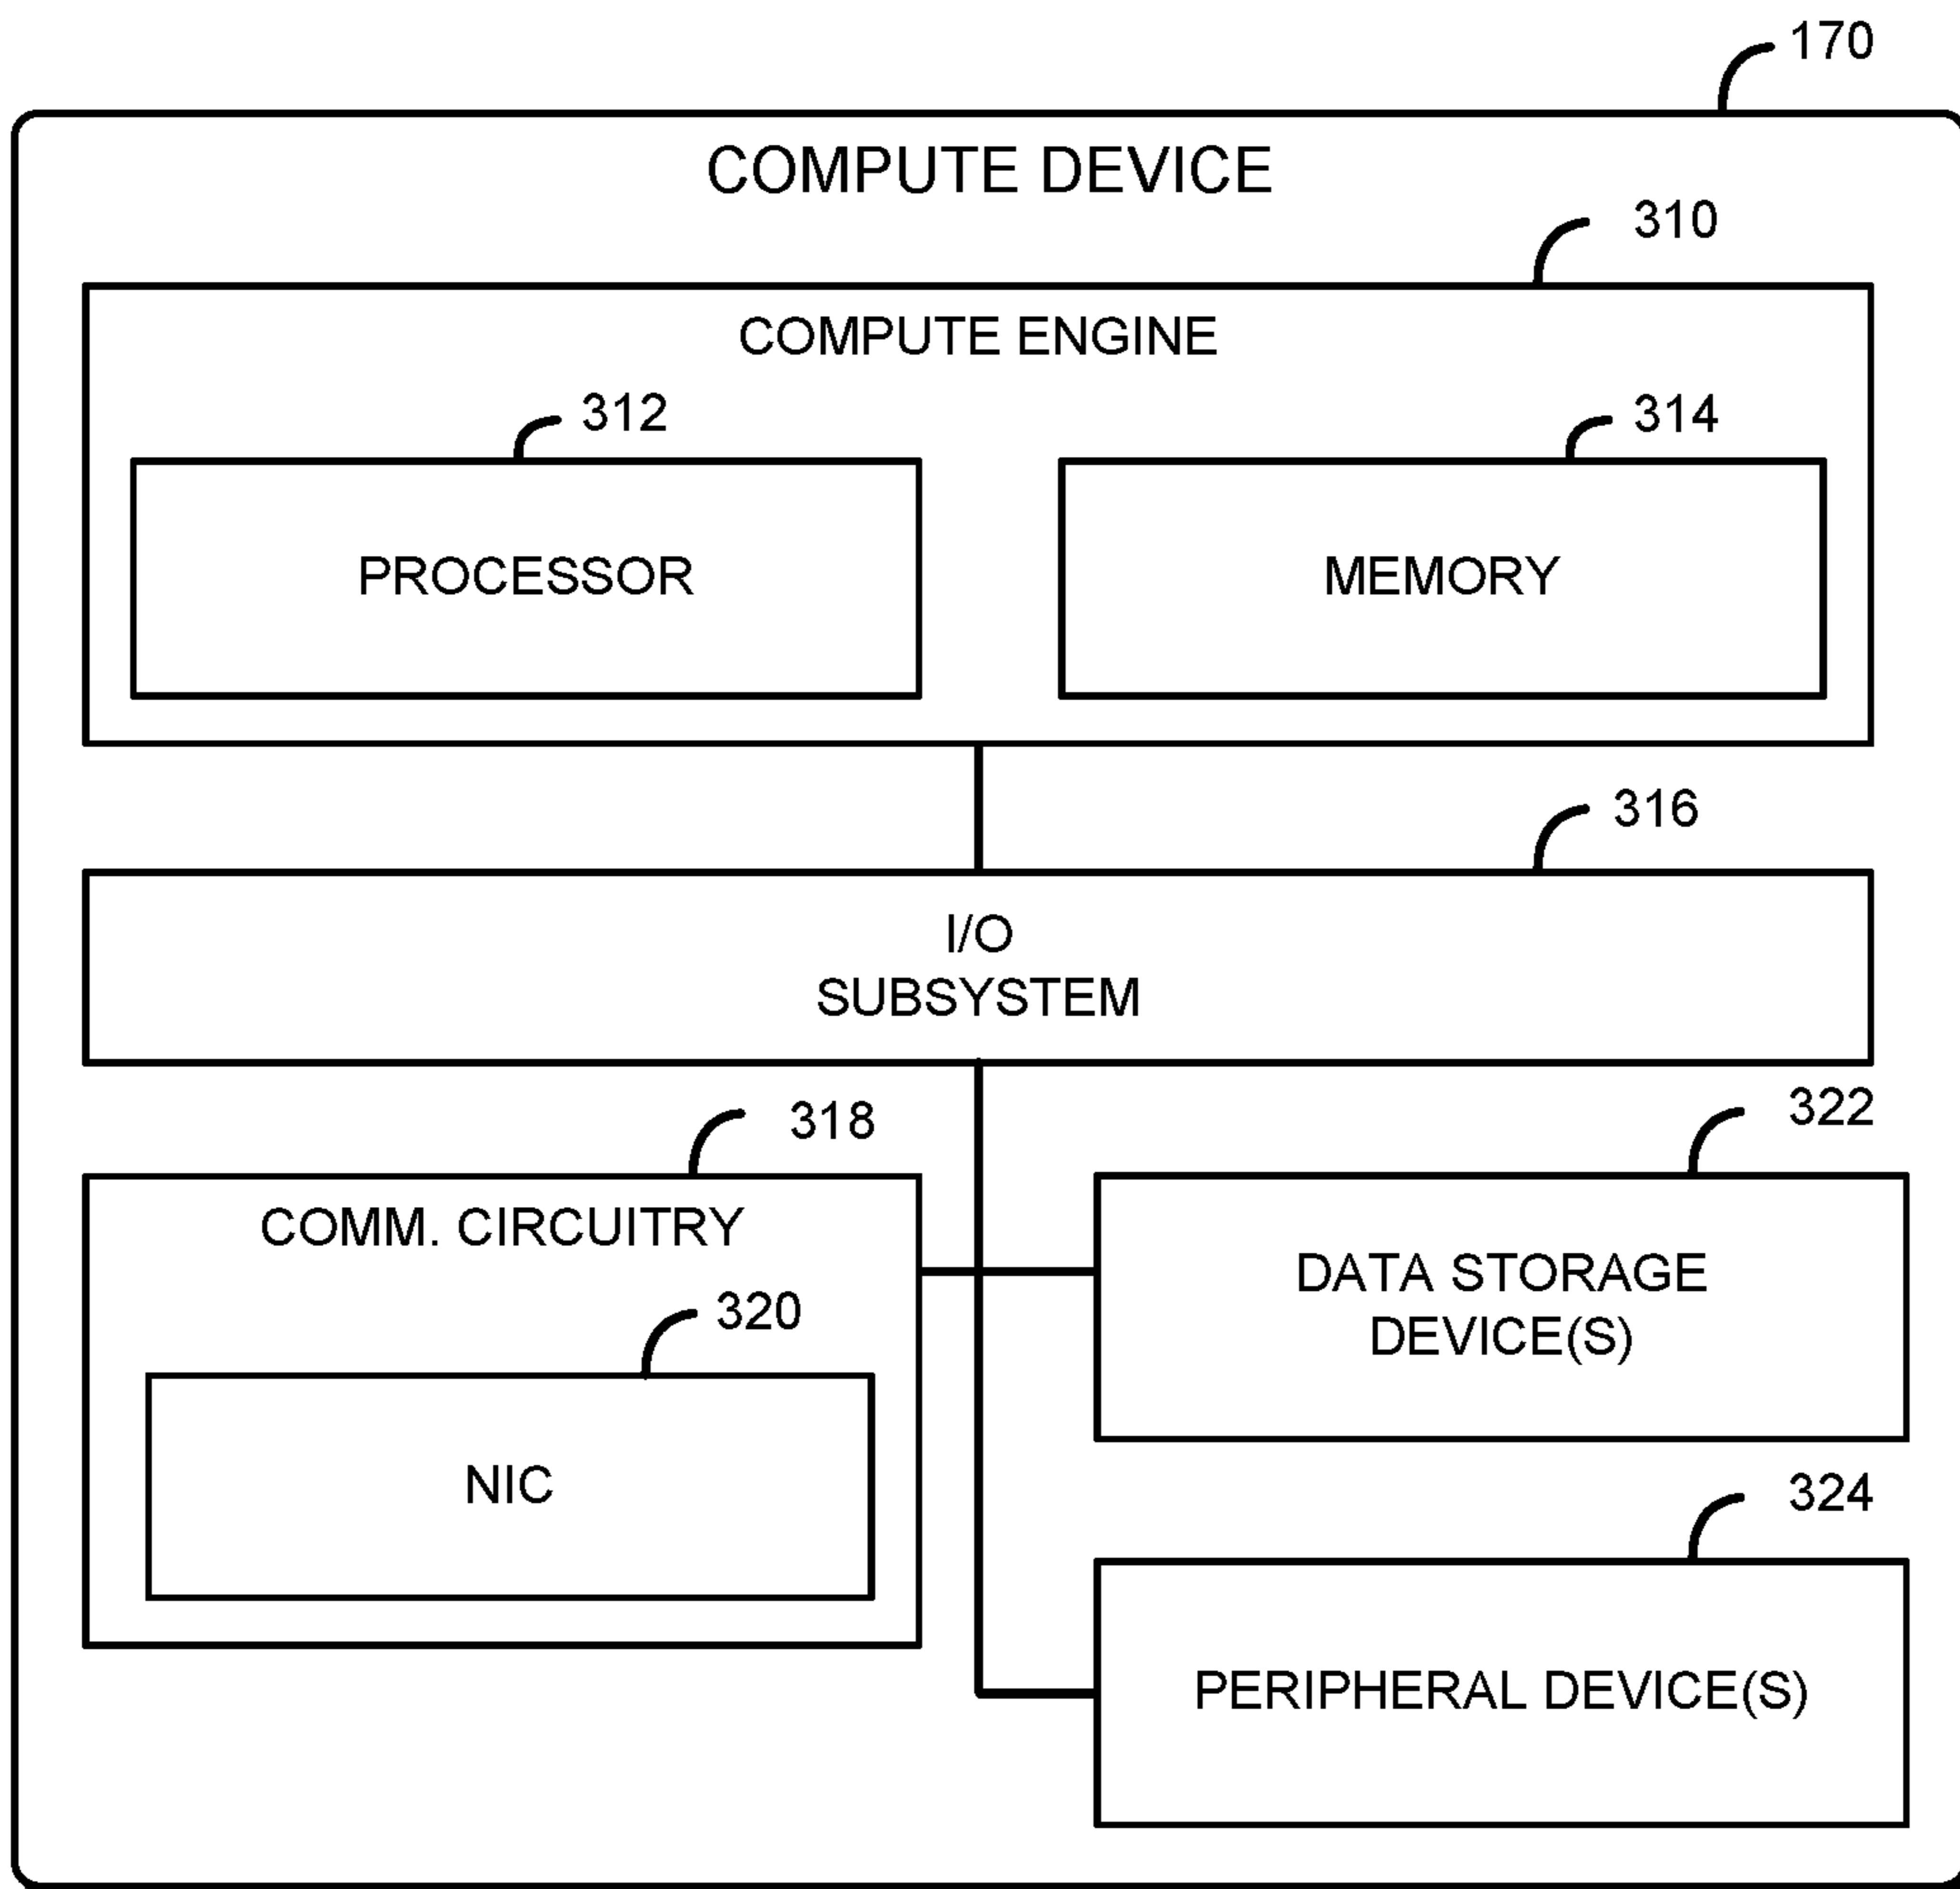 170
COMPUTE DEVICE
310
COMPUTE ENGINE
312
314
PROCESSOR
MEMORY
316
I/O
SUBSYSTEM
318
322
COMM. CIRCUITRY
DATA STORAGE
DEVICE(S)
320
NIC
324
PERIPHERAL DEVICE(S)